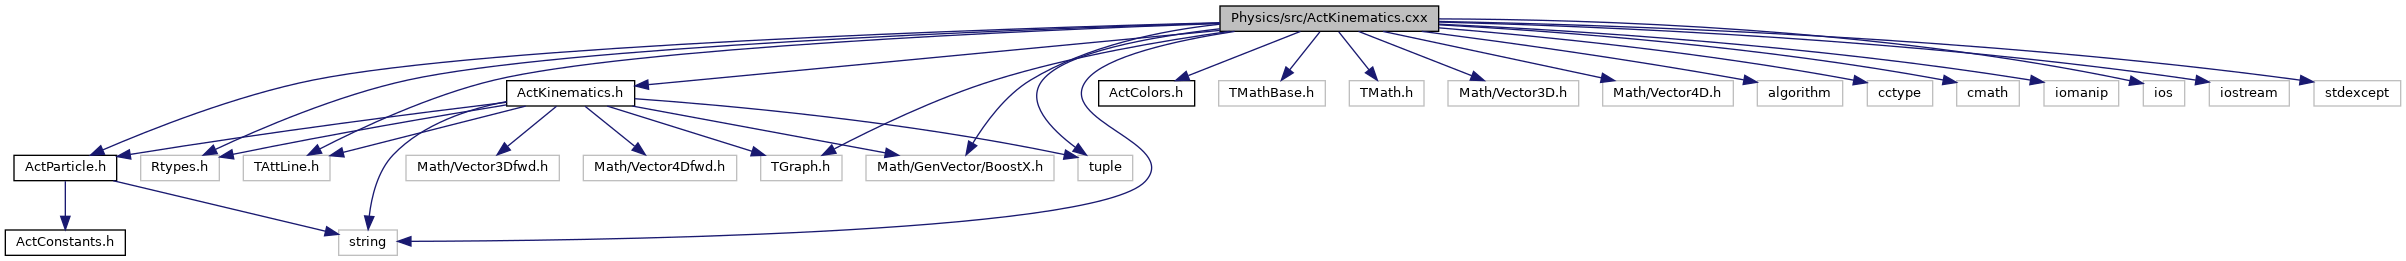 Physics/src/ActKinematics.cxx
ActKinematics.h
ActColors.h
TMathBase.h
TMath.h
Math/Vector3D.h
Math/Vector4D.h
algorithm
cctype
cmath
iomanip
ios
iostream
stdexcept
ActParticle.h
Rtypes.h
TAttLine.h
Math/Vector3Dfwd.h
Math/Vector4Dfwd.h
TGraph.h
Math/GenVector/BoostX.h
tuple
ActConstants.h
string